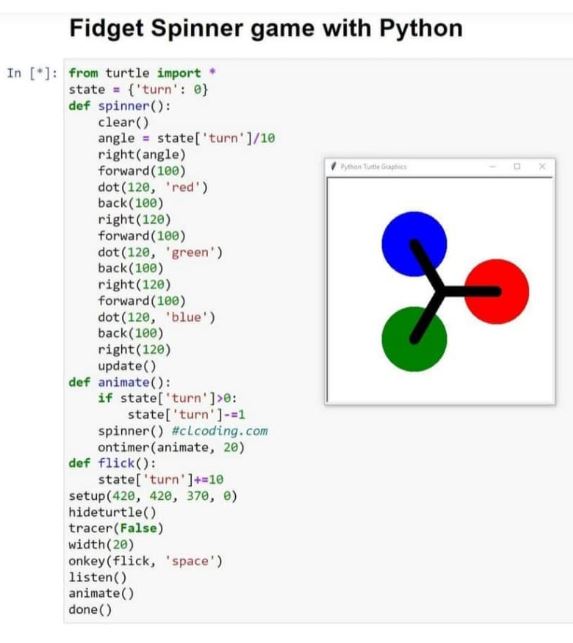 Fidget Spinner game with Python
In [*]: from turtle import *
state = {'turn': 0}
def spinner():
    clear()
    angle = state['turn']/10
    right(angle)
    forward(100)
    dot(120, 'red')
    back(100)
    right(120)
    forward(100)
    dot(120, 'green')
    back(100)
    right(120)
    forward(100)
    dot(120, 'blue')
    back(100)
    right(120)
    update()
def animate():
    if state['turn']>0:
        state['turn']-=1
    spinner() #clcoding.com
    ontimer(animate, 20)
def flick():
    state['turn']+=10
setup(420, 420, 370, 0)
hideturtle()
tracer(False)
width(20)
onkey(flick, 'space')
listen()
animate()
done()
Python Turtle Graphics